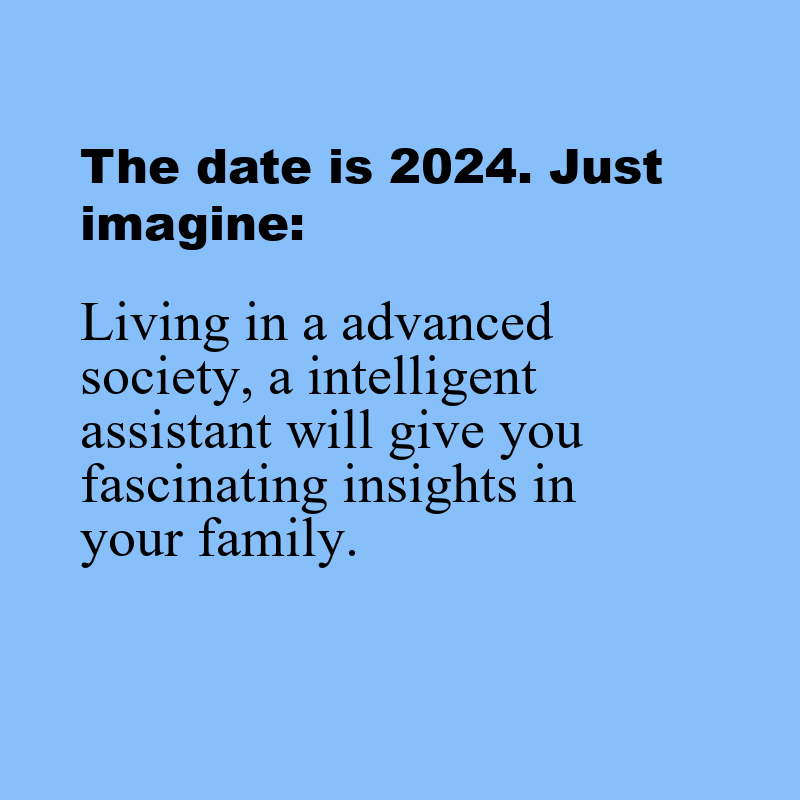 The date is 2024. Just
imagine:
Living in a advanced
society, a intelligent
assistant will give you
fascinating insights in
your family.